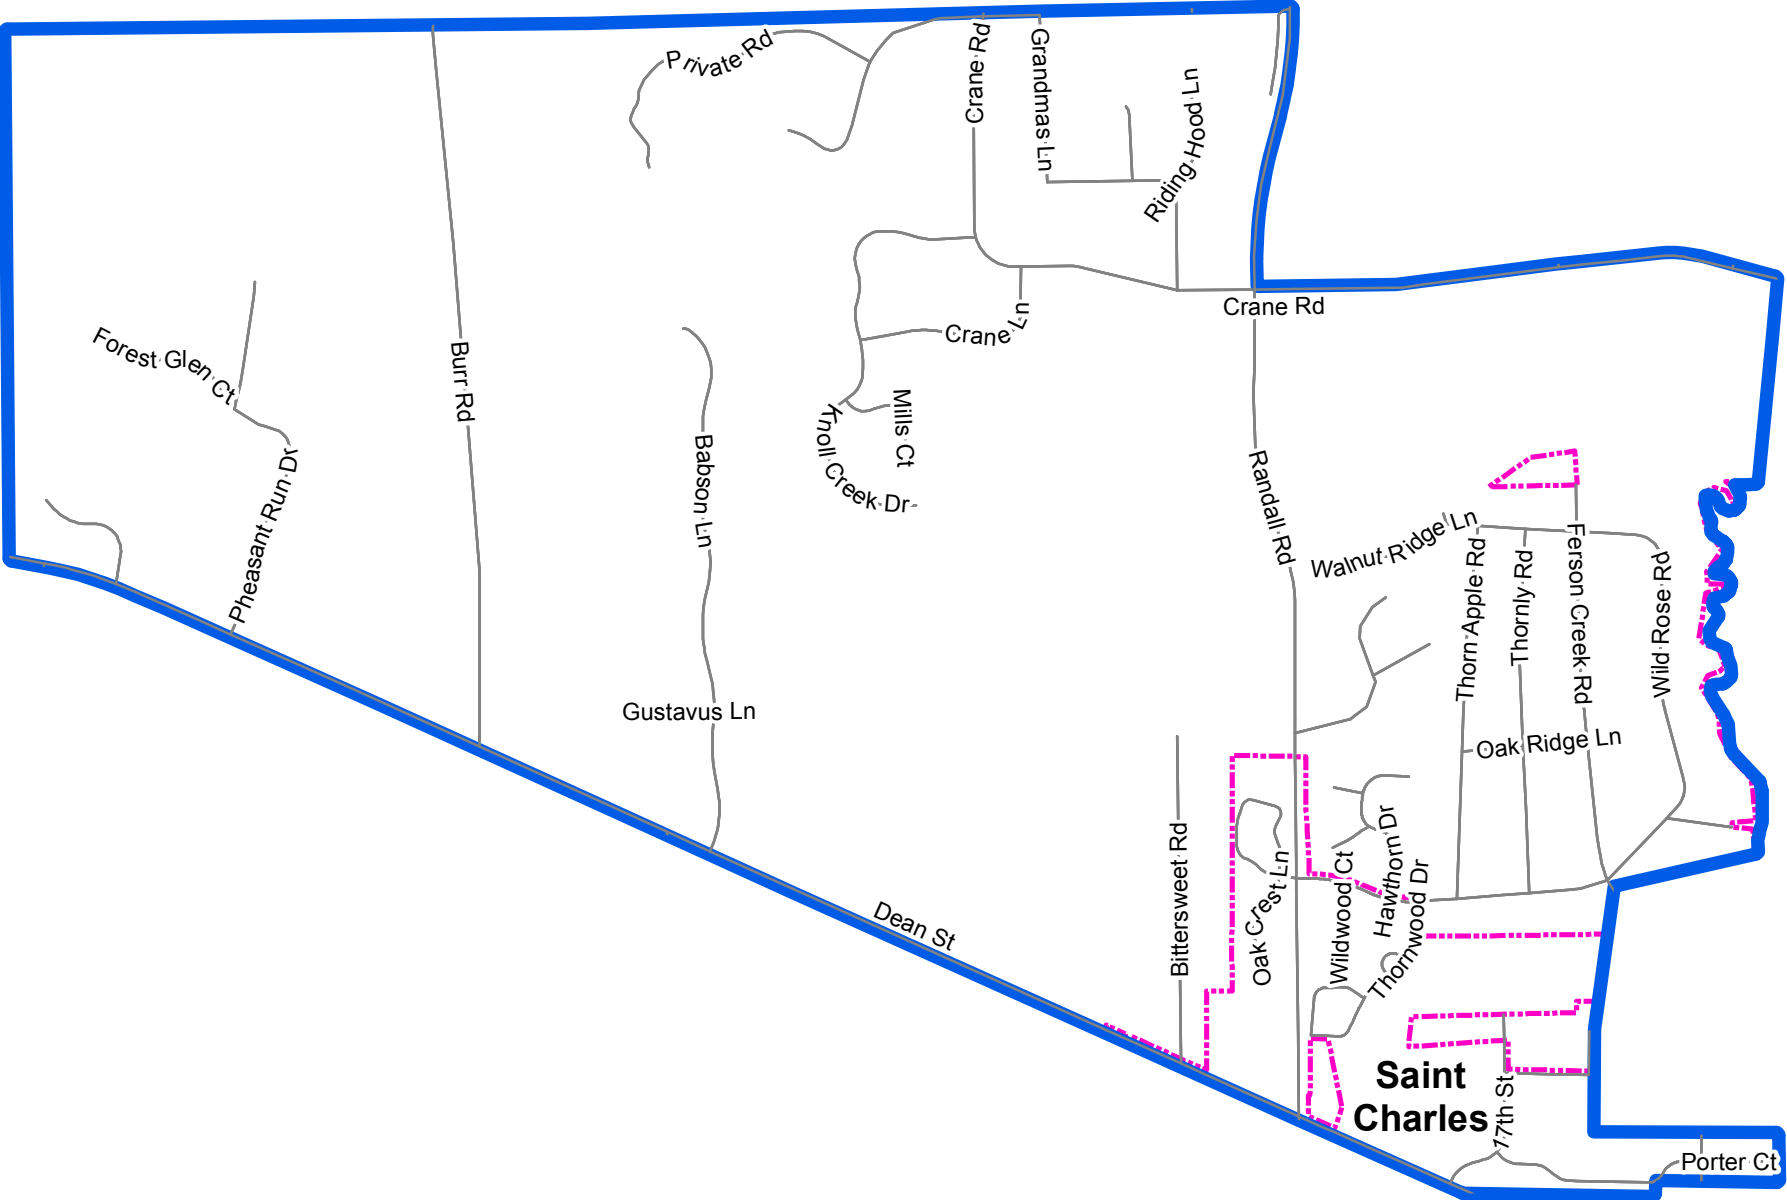 Private Rd
Crane Rd
Grandmas Ln
Riding Hood Ln
Crane Rd
Crane Ln
Forest Glen Ct
Burr Rd
Mills Ct
Knoll Creek Dr
Babson Ln
Pheasant Run Dr
Randall Rd
Walnut Ridge Ln
Thorn Apple Rd
Thornly Rd
Ferson Creek Rd
Wild Rose Rd
Gustavus Ln
Oak Ridge Ln
Bittersweet Rd
Oak Crest Ln
Wildwood Ct
Hawthorn Dr
Thornwood Dr
Dean St
Saint
Charles
17th St
Porter Ct